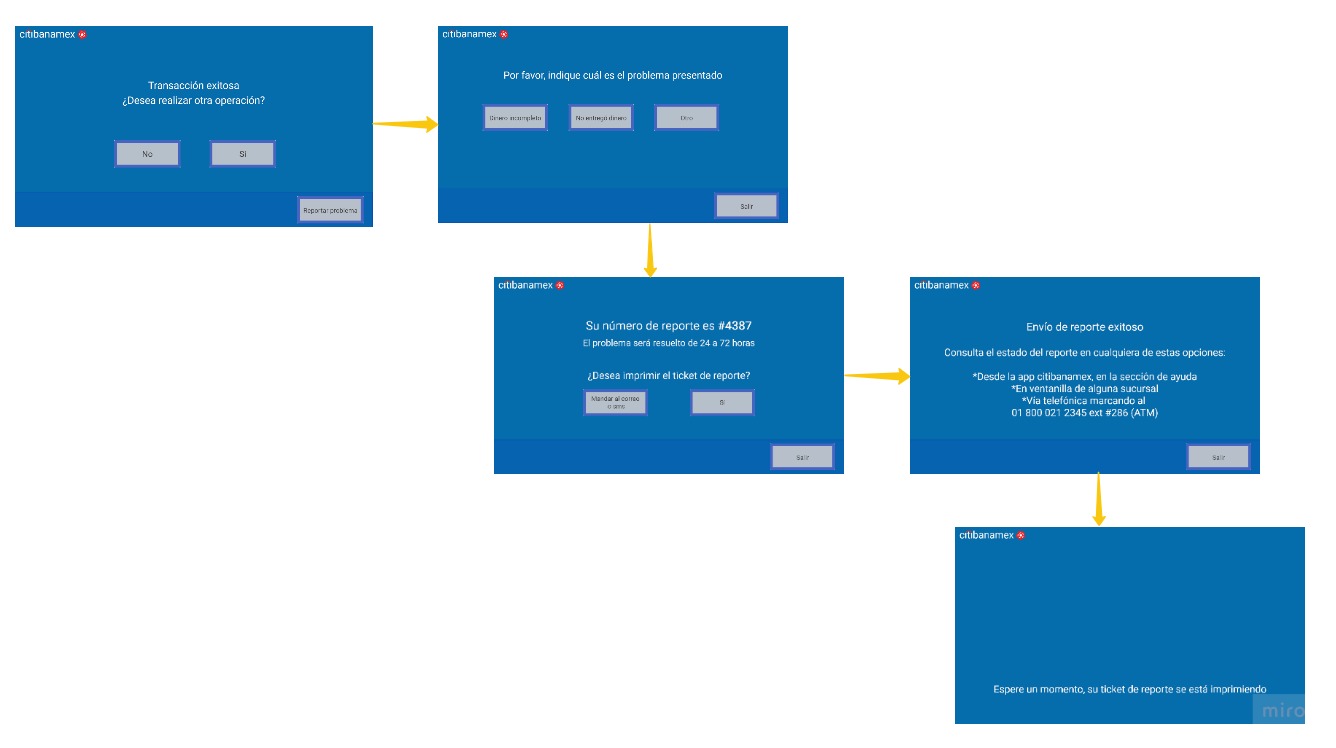 citibanamex
Transacción exitosa
¿Desea realizar otra operación?
No
Si
Reportar problema
citibanamex
Por favor, indique cuál es el problema presentado
Dinero incompleto
No entregó dinero
Otro
Salir
citibanamex
Su número de reporte es #4387
El problema será resuelto de 24 a 72 horas
¿Desea imprimir el ticket de reporte?
Mandar al correo
o sms
Si
Salir
citibanamex
Envío de reporte exitoso
Consulta el estado del reporte en cualquiera de estas opciones:
*Desde la app citibanamex, en la sección de ayuda
*En ventanilla de alguna sucursal
*Vía telefónica marcando al
01 800 021 2345 ext #286 (ATM)
Salir
citibanamex
Espere un momento, su ticket de reporte se está imprimiendo
miro